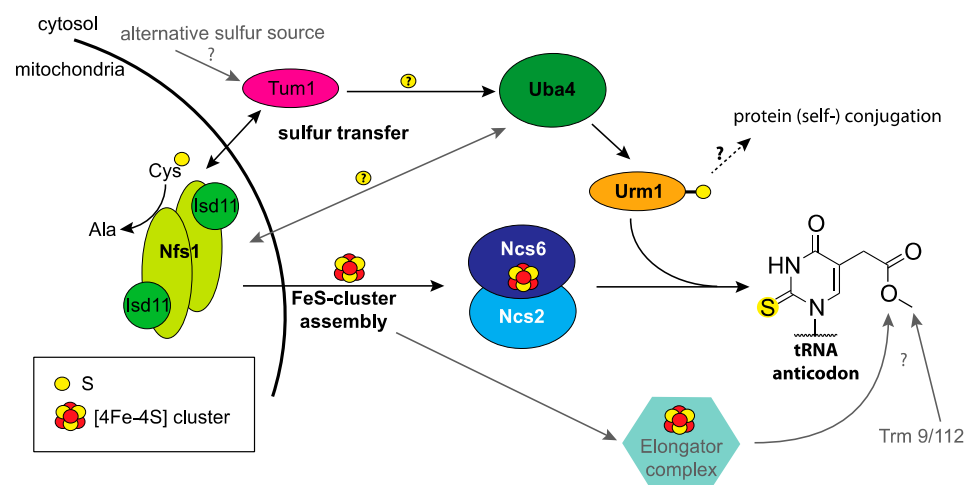 cytosol
alternative sulfur source
?
mitochondria
Tum1
?
Uba4
sulfur transfer
protein (self-) conjugation
?
Cys
?
Urm1
Isd11
Ala
Nfs1
Ncs6
O
O
HN
FeS-cluster
assembly
Isd11
Ncs2
S
N
O
tRNA
anticodon
?
S
[4Fe-4S] cluster
Elongator
complex
Trm 9/112